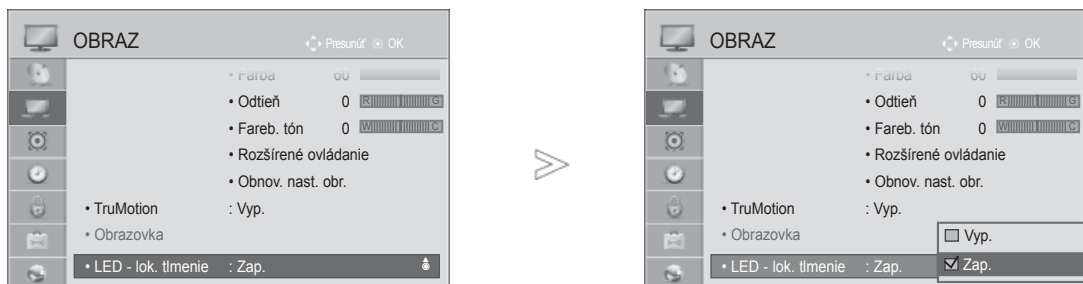 OBRAZ
Presunúť OK
• Farba 60
• Odtieň 0 R G
• Fareb. tón 0 W C
• Rozšírené ovládanie
• Obnov. nast. obr.
• TruMotion : Vyp.
• Obrazovka
• LED - lok. tlmenie : Zap.
OBRAZ
Presunúť OK
• Farba 60
• Odtieň 0 R G
• Fareb. tón 0 W C
• Rozšírené ovládanie
• Obnov. nast. obr.
• TruMotion : Vyp.
• Obrazovka
Vyp.
• LED - lok. tlmenie : Zap.
Zap.